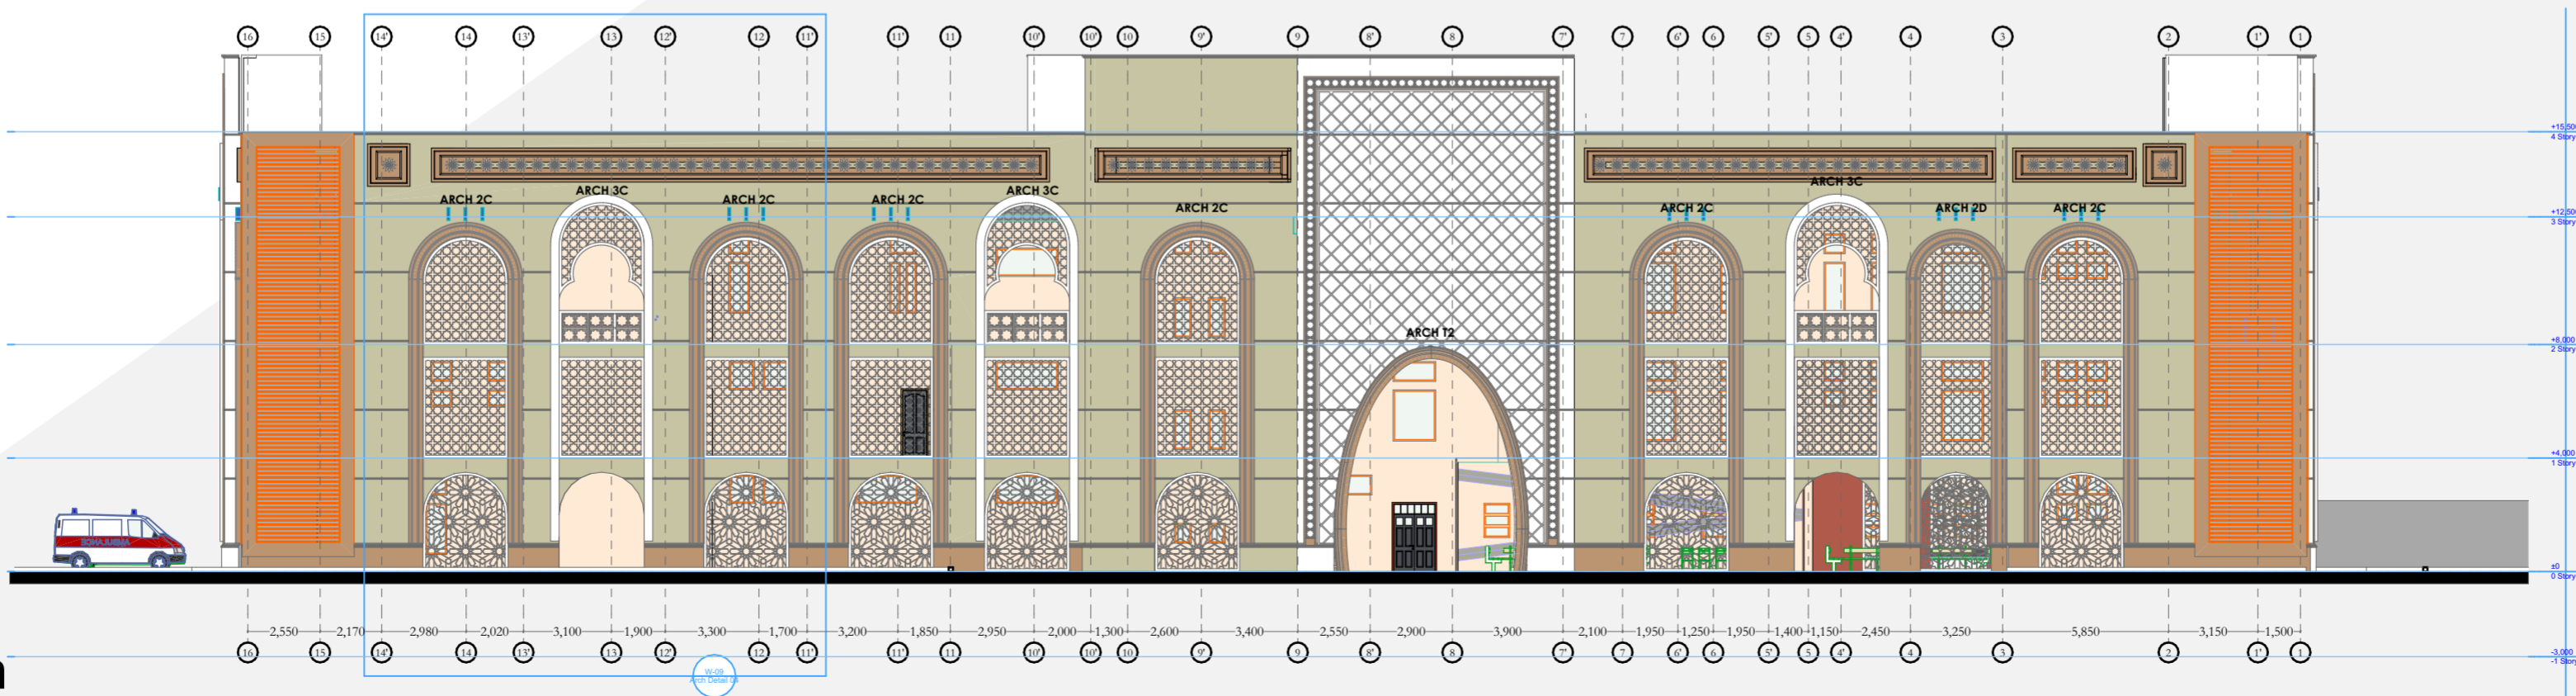 16 15 14' 14 13' 13 12' 12 11' 11' 11 10' 10' 10 9' 9 8' 8 7' 7 6' 6 5' 5 4' 4 3 2 1' 1
+15,500
4 Story
ARCH 2C ARCH 3C ARCH 2C ARCH 2C ARCH 3C ARCH 2C ARCH 2C ARCH 3C ARCH 2D ARCH 2C
+12,500
3 Story
ARCH T2
+8,000
2 Story
+4,000
1 Story
AMBULANCE
±0
0 Story
2,550 2,170 2,980 2,020 3,100 1,900 3,300 1,700 3,200 1,850 2,950 2,000 1,300 2,600 3,400 2,550 2,900 3,900 2,100 1,950 1,250 1,950 1,400 1,150 2,450 3,250 5,850 3,150 1,500
16 15 14' 14 13' 13 12' 12 11' 11' 11 10' 10' 10 9' 9 8' 8 7' 7 6' 6 5' 5 4' 4 3 2 1' 1
-3,000
-1 Story
W-09
Arch Detail